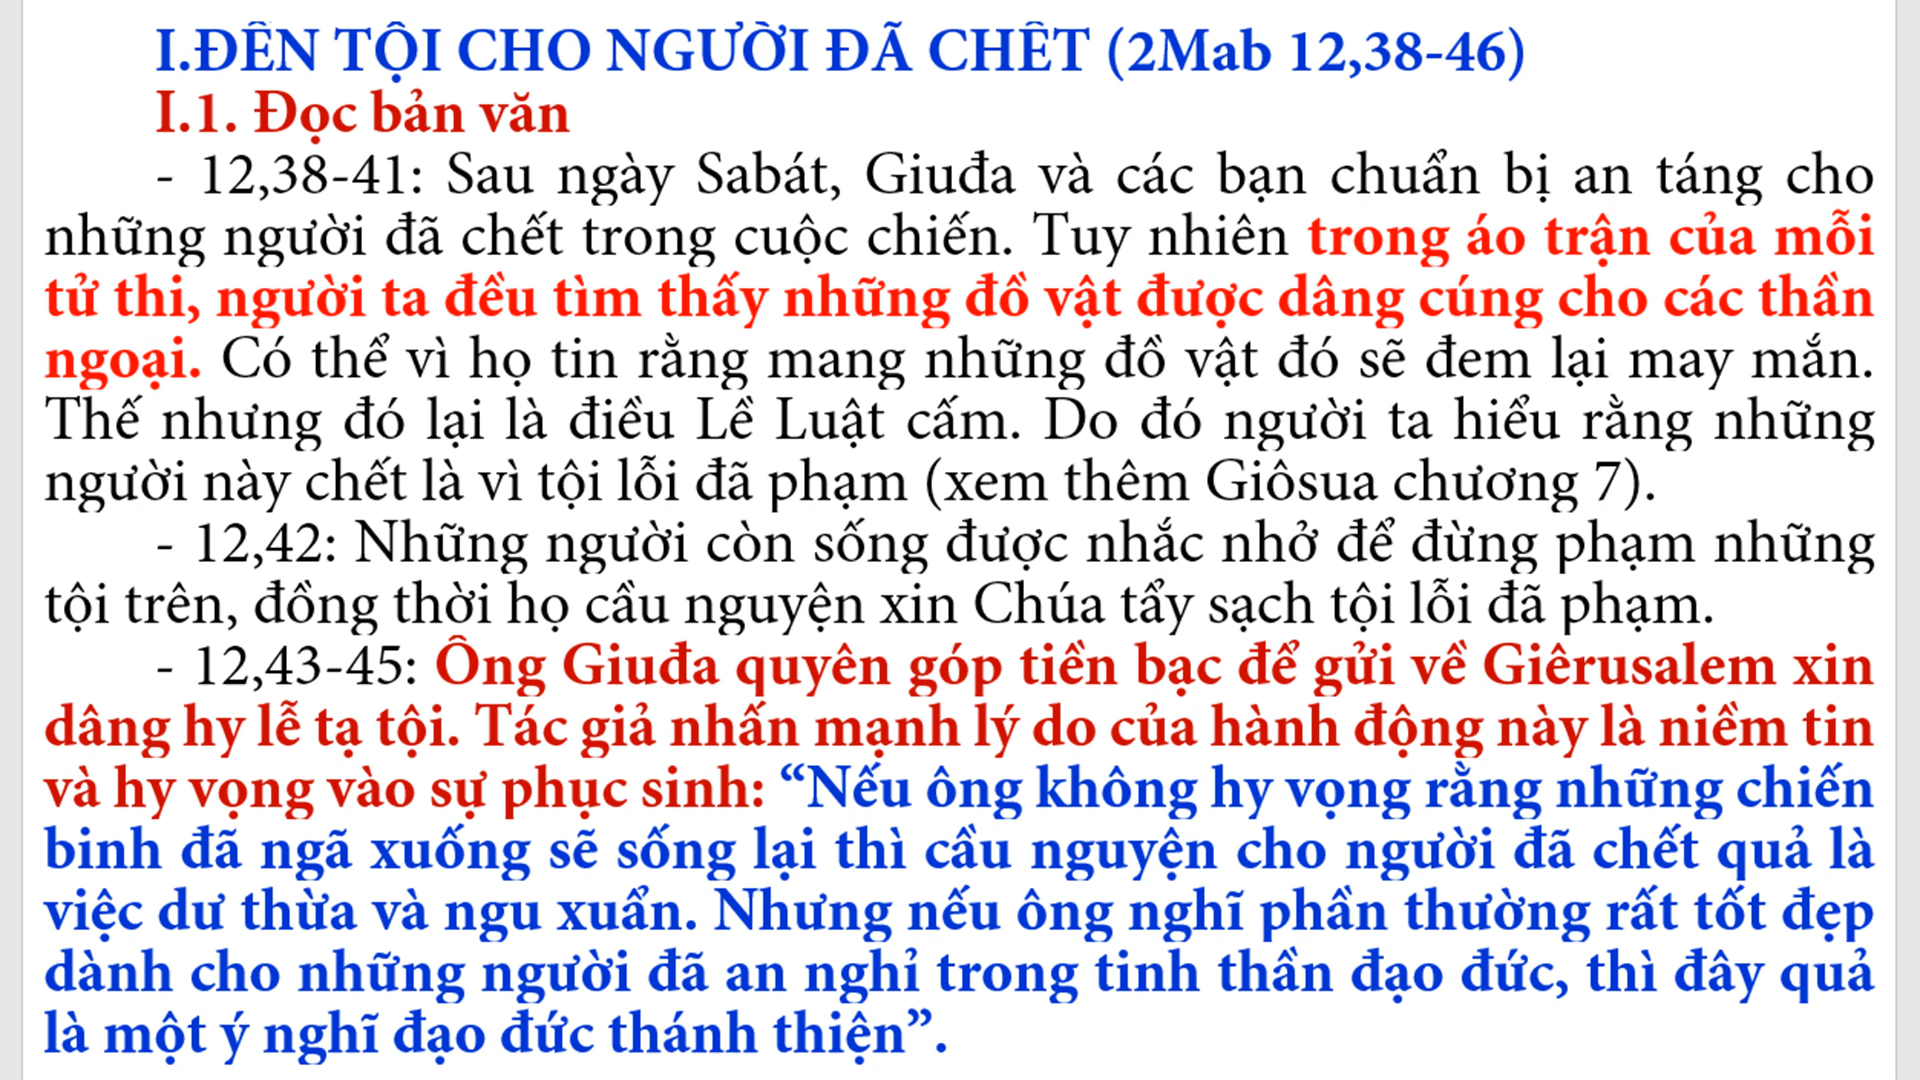 I.ĐỀN TỘI CHO NGƯỜI ĐÃ CHẾT (2Mab 12,38-46)
I.1. Đọc bản văn
- 12,38-41: Sau ngày Sabát, Giuđa và các bạn chuẩn bị an táng cho
những người đã chết trong cuộc chiến. Tuy nhiên trong áo trận của mỗi
tử thi, người ta đều tìm thấy những đồ vật được dâng cúng cho các thần
ngoại. Có thể vì họ tin rằng mang những đồ vật đó sẽ đem lại may mắn.
Thế nhưng đó lại là điều Lề Luật cấm. Do đó người ta hiểu rằng những
người này chết là vì tội lỗi đã phạm (xem thêm Giôsua chương 7).
- 12,42: Những người còn sống được nhắc nhở để đừng phạm những
tội trên, đồng thời họ cầu nguyện xin Chúa tẩy sạch tội lỗi đã phạm.
- 12,43-45: Ông Giuđa quyên góp tiền bạc để gửi về Giêrusalem xin
dâng hy lễ tạ tội. Tác giả nhấn mạnh lý do của hành động này là niềm tin
và hy vọng vào sự phục sinh: “Nếu ông không hy vọng rằng những chiến
binh đã ngã xuống sẽ sống lại thì cầu nguyện cho người đã chết quả là
việc dư thừa và ngu xuẩn. Nhưng nếu ông nghĩ phần thường rất tốt đẹp
dành cho những người đã an nghỉ trong tinh thần đạo đức, thì đây quả
là một ý nghĩ đạo đức thánh thiện”.